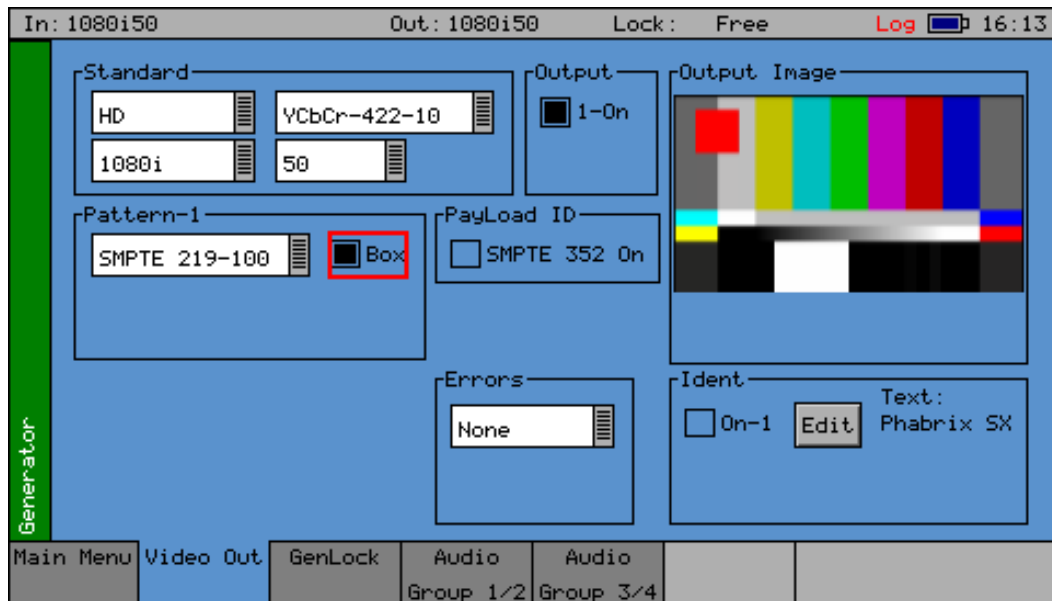 In: 1080i50 Out: 1080i50 Lock: Free Log 16:13
Standard
HD YCbCr-422-10
1080i 50
Output
1-On
Output Image
Pattern-1
SMPTE 219-100 Box
PayLoad ID
SMPTE 352 On
Errors
None
Ident
On-1 Edit
Text:
Phabrix SX
Generator
Main Menu
Video Out
GenLock
Audio
Group 1/2
Audio
Group 3/4